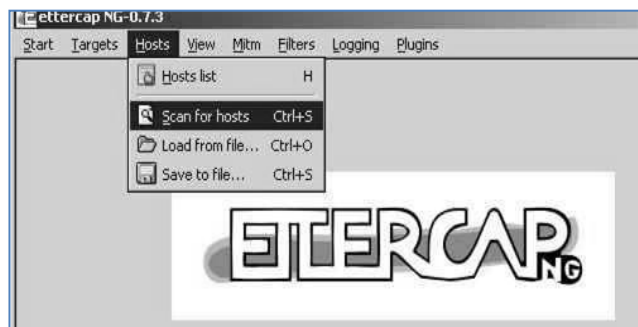 ettercap NG-0.7.3
Start Targets Hosts View Mitm Filters Logging Plugins
Hosts list H
Scan for hosts Ctrl+S
Load from file... Ctrl+O
Save to file... Ctrl+S
ETTERCAP
NG